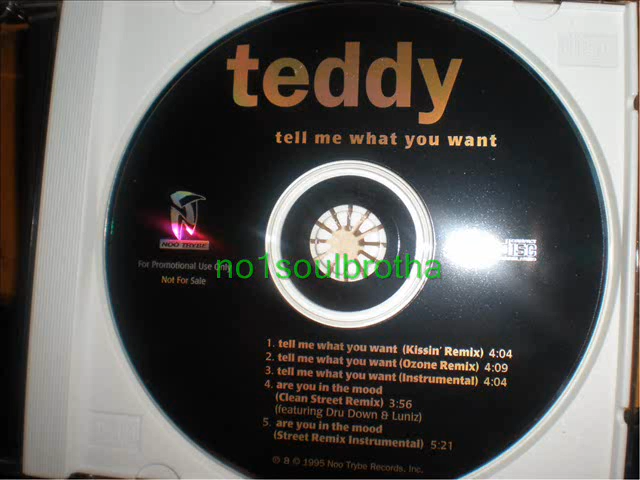 teddy
tell me what you want
NOO TRYBE
For Promotional Use Only
Not For Sale
no1soulbrotha
1. tell me what you want (Kissin' Remix) 4:04
2. tell me what you want (Ozone Remix) 4:09
3. tell me what you want (Instrumental) 4:04
4. are you in the mood
(Clean Street Remix) 3:56
(featuring Dru Down & Luniz)
5. are you in the mood
(Street Remix Instrumental) 5:21
℗ & © 1995 Noo Trybe Records, Inc.